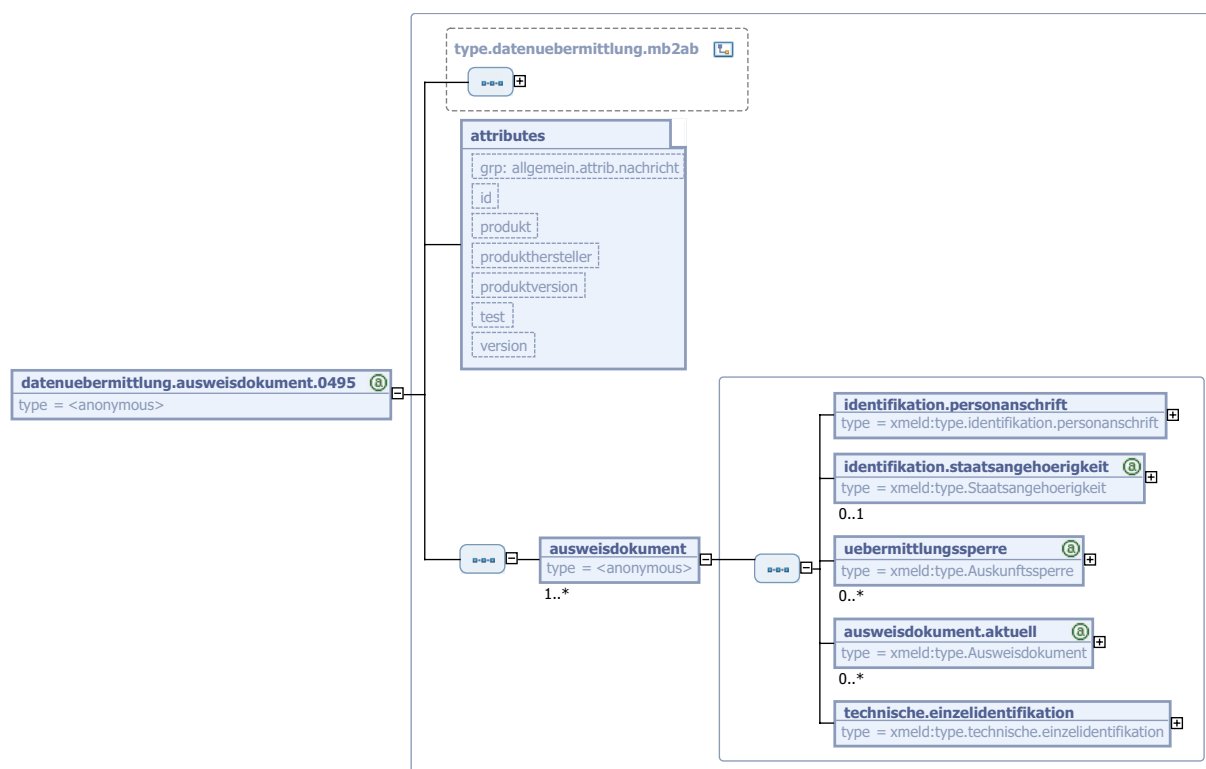 type.datenuebermittlung.mb2ab
attributes
grp: allgemein.attrib.nachricht
id
produkt
produkthersteller
produktversion
test
version
datenuebermittlung.ausweisdokument.0495 a
type = <anonymous>
ausweisdokument
type = <anonymous>
1..*
identifikation.personanschrift
type = xmeld:type.identifikation.personanschrift
identifikation.staatsangehoerigkeit a
type = xmeld:type.Staatsangehoerigkeit
0..1
uebermittlungssperre a
type = xmeld:type.Auskunftssperre
0..*
ausweisdokument.aktuell a
type = xmeld:type.Ausweisdokument
0..*
technische.einzelidentifikation
type = xmeld:type.technische.einzelidentifikation